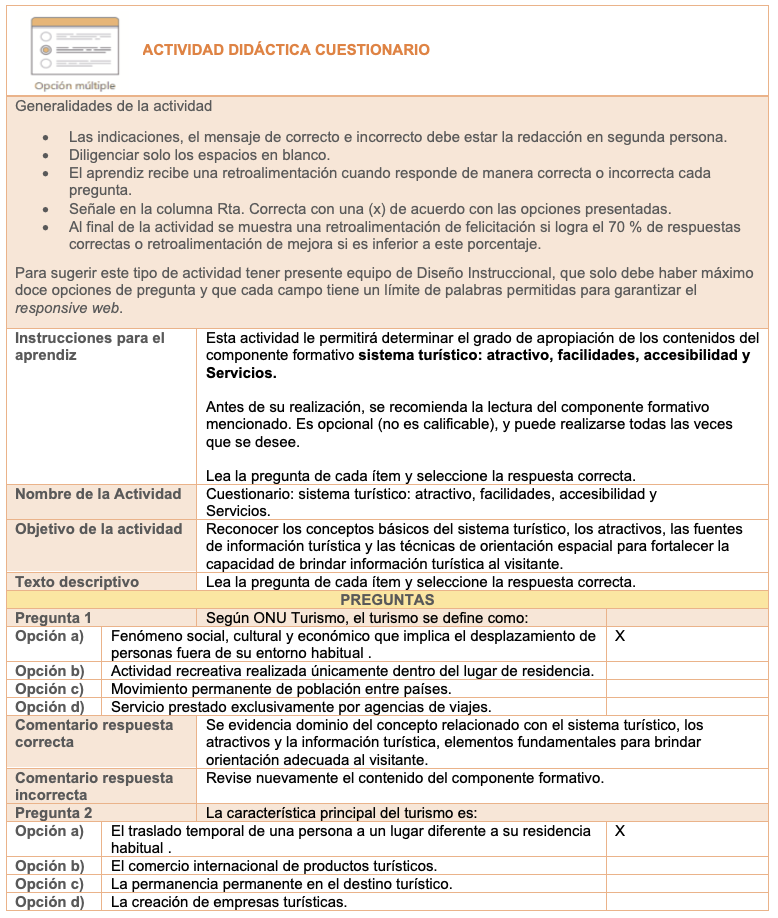 ACTIVIDAD DIDÁCTICA CUESTIONARIO
Opción múltiple
Generalidades de la actividad
• Las indicaciones, el mensaje de correcto e incorrecto debe estar la redacción en segunda persona.
• Diligenciar solo los espacios en blanco.
• El aprendiz recibe una retroalimentación cuando responde de manera correcta o incorrecta cada
pregunta.
• Señale en la columna Rta. Correcta con una (x) de acuerdo con las opciones presentadas.
• Al final de la actividad se muestra una retroalimentación de felicitación si logra el 70 % de respuestas
correctas o retroalimentación de mejora si es inferior a este porcentaje.
Para sugerir este tipo de actividad tener presente equipo de Diseño Instruccional, que solo debe haber máximo
doce opciones de pregunta y que cada campo tiene un límite de palabras permitidas para garantizar el
responsive web.
Instrucciones para el
aprendiz
Esta actividad le permitirá determinar el grado de apropiación de los contenidos del
componente formativo sistema turístico: atractivo, facilidades, accesibilidad y
Servicios.
Antes de su realización, se recomienda la lectura del componente formativo
mencionado. Es opcional (no es calificable), y puede realizarse todas las veces
que se desee.
Lea la pregunta de cada ítem y seleccione la respuesta correcta.
Nombre de la Actividad
Cuestionario: sistema turístico: atractivo, facilidades, accesibilidad y
Servicios.
Objetivo de la actividad
Reconocer los conceptos básicos del sistema turístico, los atractivos, las fuentes
de información turística y las técnicas de orientación espacial para fortalecer la
capacidad de brindar información turística al visitante.
Texto descriptivo
Lea la pregunta de cada ítem y seleccione la respuesta correcta.
PREGUNTAS
Pregunta 1 Según ONU Turismo, el turismo se define como:
Opción a) Fenómeno social, cultural y económico que implica el desplazamiento de X
personas fuera de su entorno habitual .
Opción b) Actividad recreativa realizada únicamente dentro del lugar de residencia.
Opción c) Movimiento permanente de población entre países.
Opción d) Servicio prestado exclusivamente por agencias de viajes.
Comentario respuesta
correcta
Se evidencia dominio del concepto relacionado con el sistema turístico, los
atractivos y la información turística, elementos fundamentales para brindar
orientación adecuada al visitante.
Comentario respuesta
incorrecta
Revise nuevamente el contenido del componente formativo.
Pregunta 2 La característica principal del turismo es:
Opción a) El traslado temporal de una persona a un lugar diferente a su residencia X
habitual .
Opción b) El comercio internacional de productos turísticos.
Opción c) La permanencia permanente en el destino turístico.
Opción d) La creación de empresas turísticas.